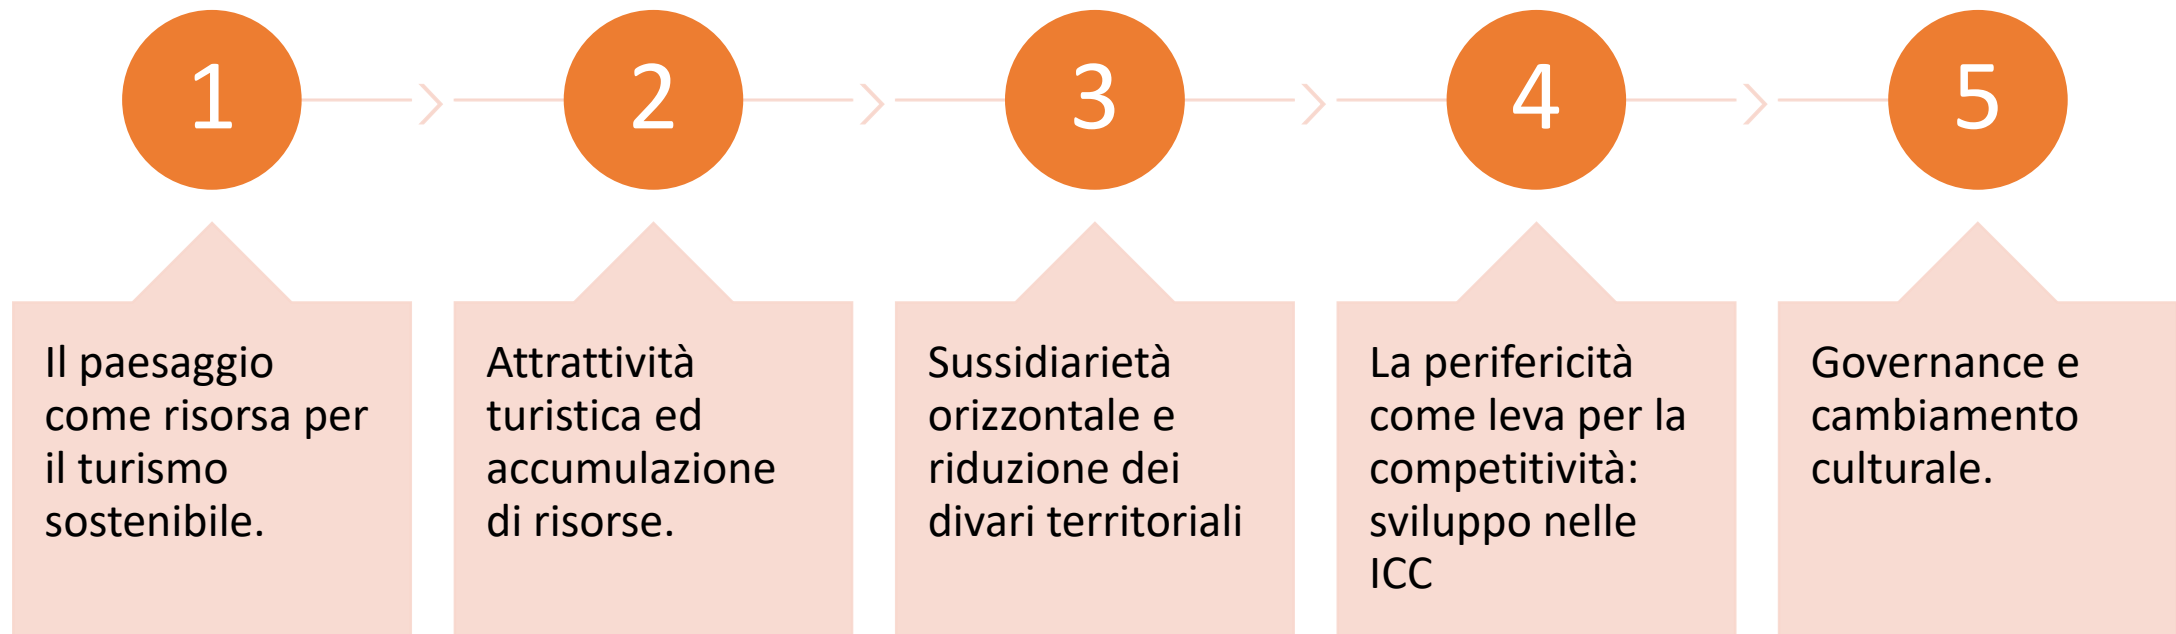 1
Il paesaggio
come risorsa per
il turismo
sostenibile.
2
Attrattività
turistica ed
accumulazione
di risorse.
3
Sussidiarietà
orizzontale e
riduzione dei
divari territoriali
4
La perifericità
come leva per la
competitività:
sviluppo nelle
ICC
5
Governance e
cambiamento
culturale.